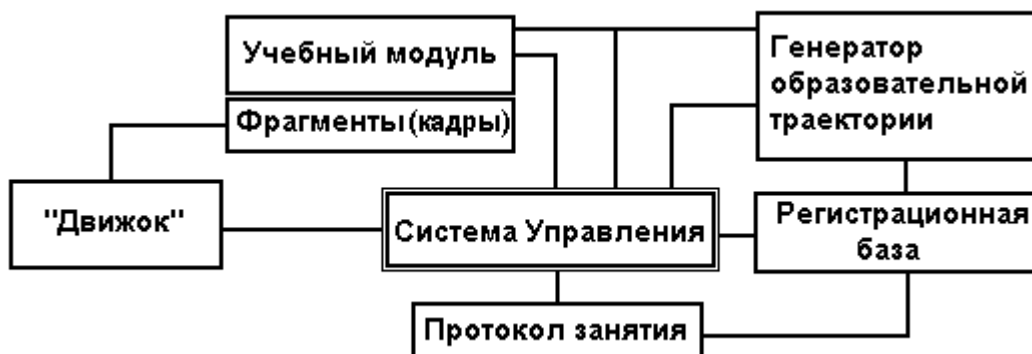 Учебный модуль
Фрагменты (кадры)
Генератор
образовательной
траектории
"Движок"
Система Управления
Регистрационная
база
Протокол занятия